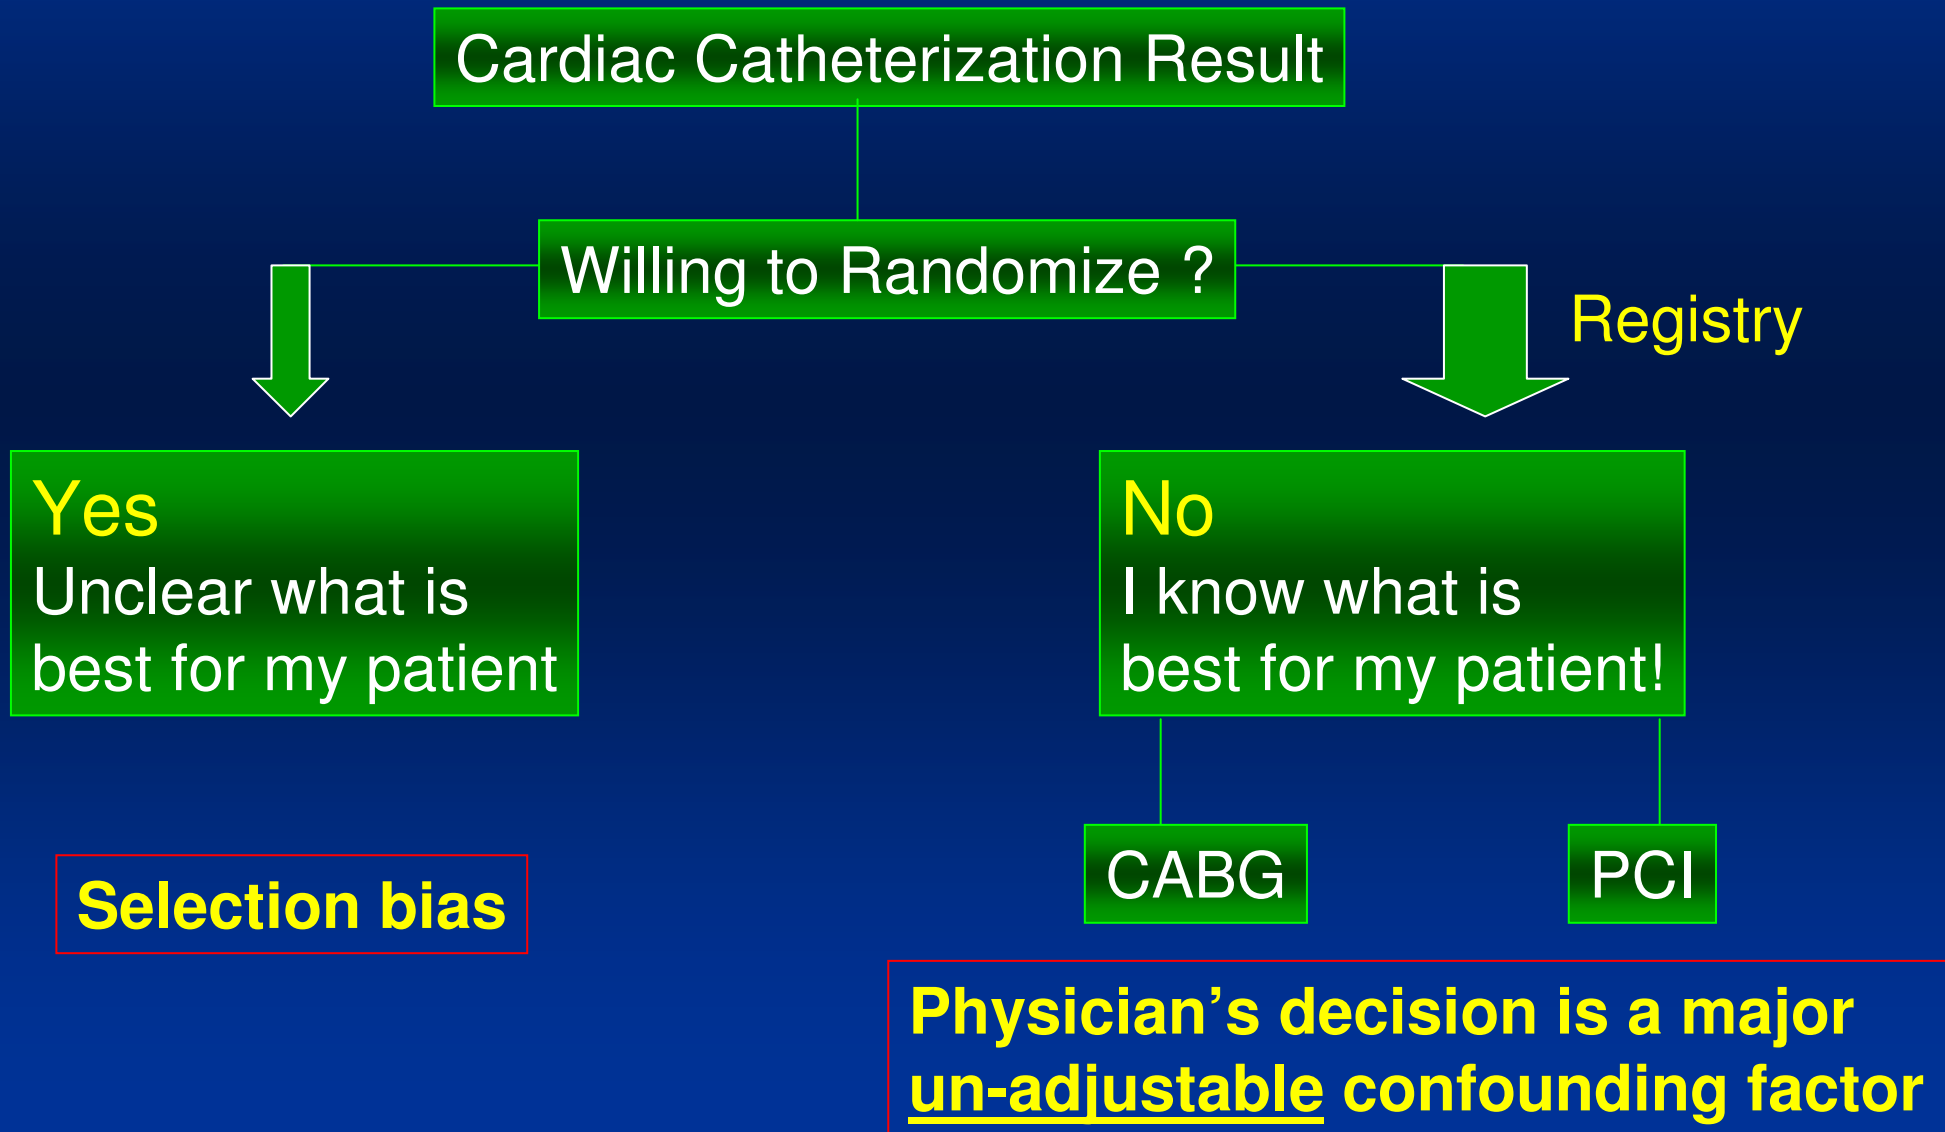 Cardiac Catheterization Result
Willing to Randomize ?
Registry
Yes
Unclear what is
best for my patient
No
I know what is
best for my patient!
CABG
PCI
Selection bias
Physician’s decision is a major
un-adjustable confounding factor